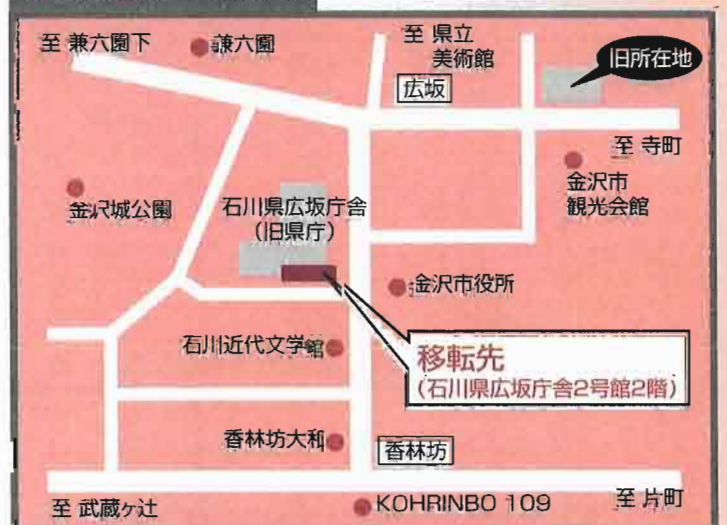 至 兼六園下
兼六園
至 県立
美術館
旧所在地
広坂
至 寺町
金沢市
観光会館
金沢城公園
石川県広坂庁舎
（旧県庁）
金沢市役所
移転先
（石川県広坂庁舎2号館2階）
石川近代文学館
香林坊大和
香林坊
至 武蔵ヶ辻
KOHRINBO 109
至 片町